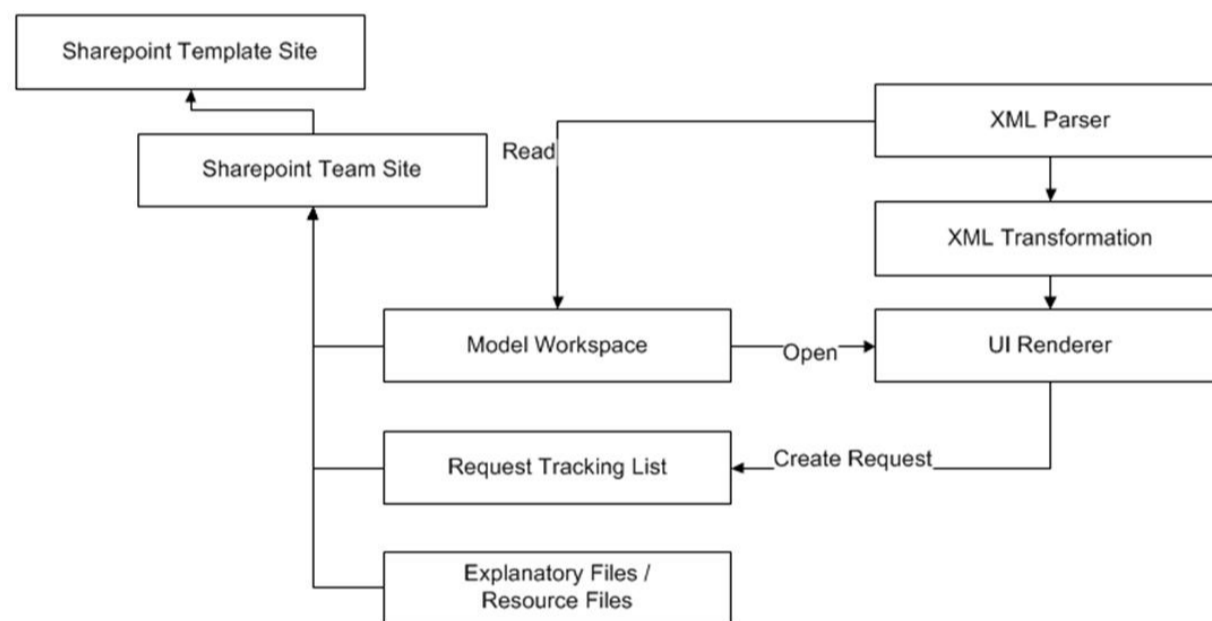 Sharepoint Template Site
Sharepoint Team Site
XML Parser
Read
XML Transformation
Model Workspace
Open
UI Renderer
Request Tracking List
Create Request
Explanatory Files /
Resource Files